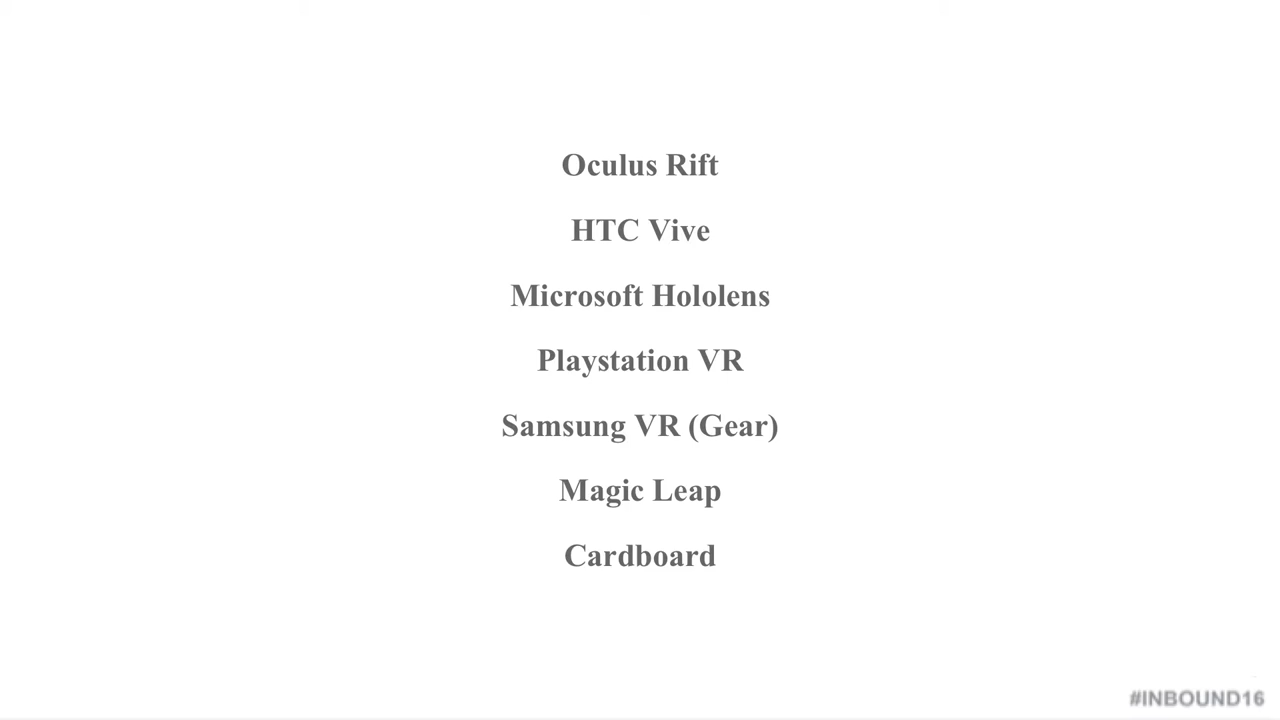 Oculus Rift
HTC Vive
Microsoft Hololens
Playstation VR
Samsung VR (Gear)
Magic Leap
Cardboard
#INBOUND16